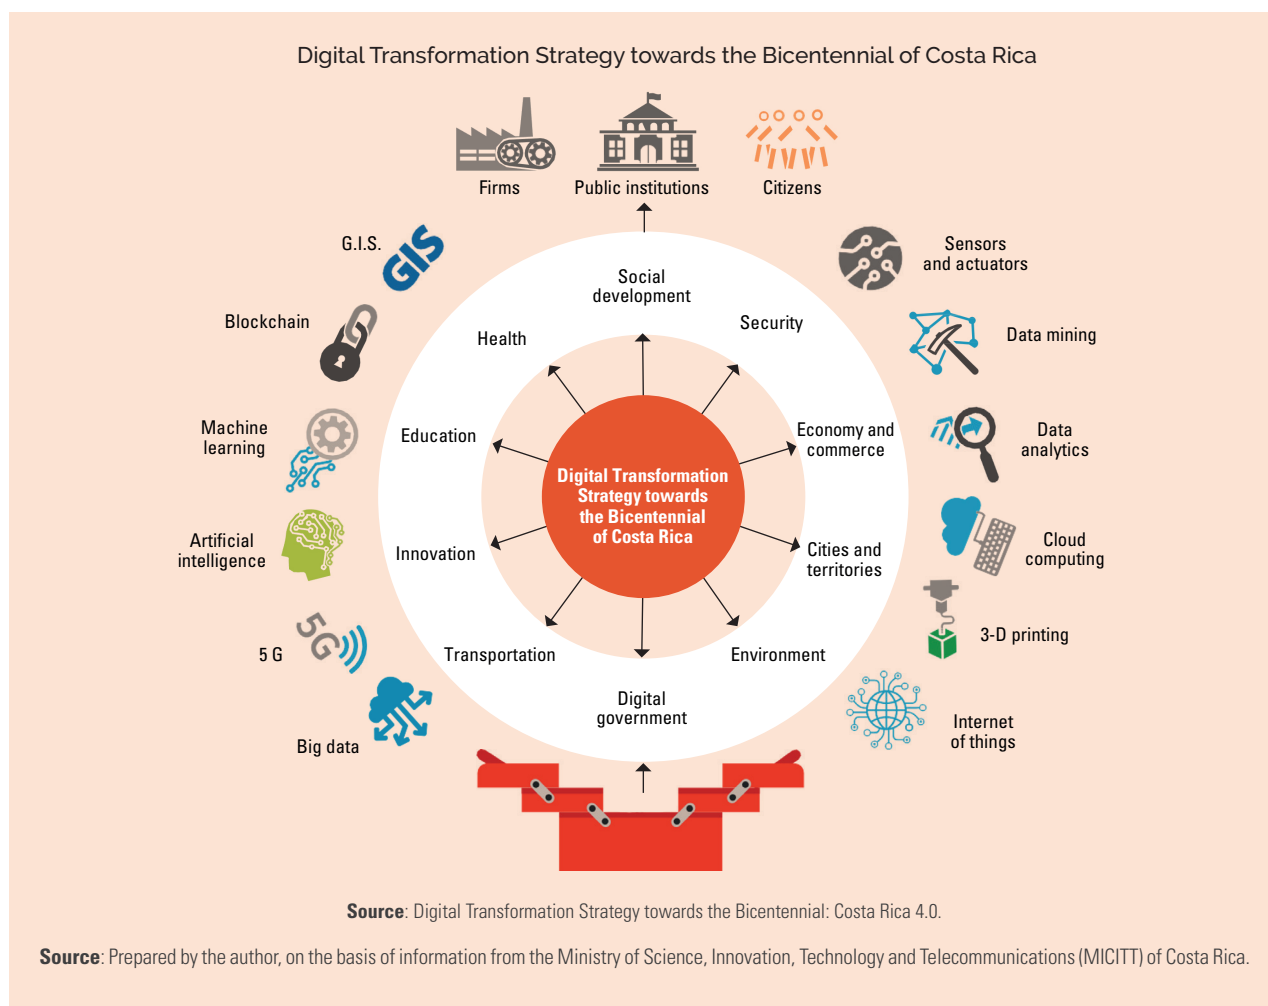 Digital Transformation Strategy towards the Bicentennial of Costa Rica
Firms
Public institutions
Citizens
G.I.S.
GIS
Blockchain
Machine
learning
Artificial
intelligence
5 G
5G
Big data
Sensors
and actuators
Data mining
Data
analytics
Cloud
computing
3-D printing
Internet
of things
Social
development
Security
Economy and
commerce
Cities and
territories
Environment
Digital
government
Transportation
Innovation
Education
Health
Digital Transformation
Strategy towards
the Bicentennial
of Costa Rica
Source: Digital Transformation Strategy towards the Bicentennial: Costa Rica 4.0.
Source: Prepared by the author, on the basis of information from the Ministry of Science, Innovation, Technology and Telecommunications (MICITT) of Costa Rica.